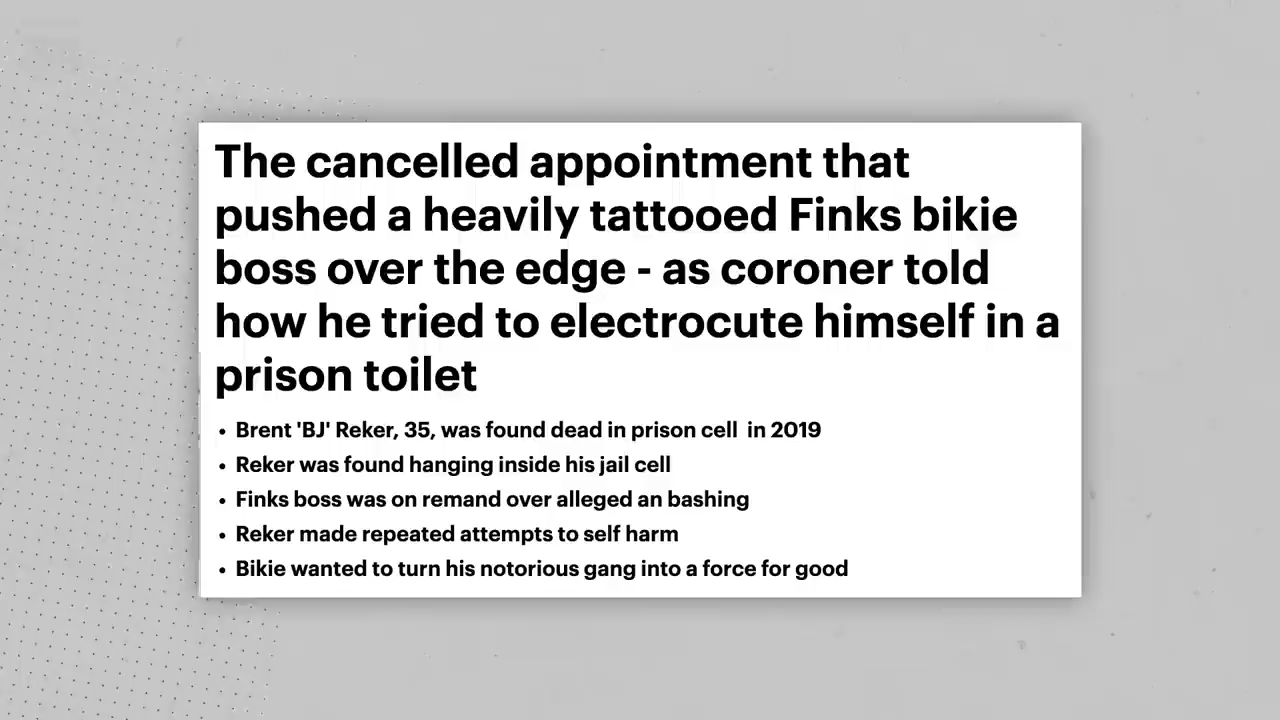 The cancelled appointment that
pushed a heavily tattooed Finks bikie
boss over the edge - as coroner told
how he tried to electrocute himself in a
prison toilet
• Brent 'BJ' Reker, 35, was found dead in prison cell in 2019
• Reker was found hanging inside his jail cell
• Finks boss was on remand over alleged an bashing
• Reker made repeated attempts to self harm
• Bikie wanted to turn his notorious gang into a force for good